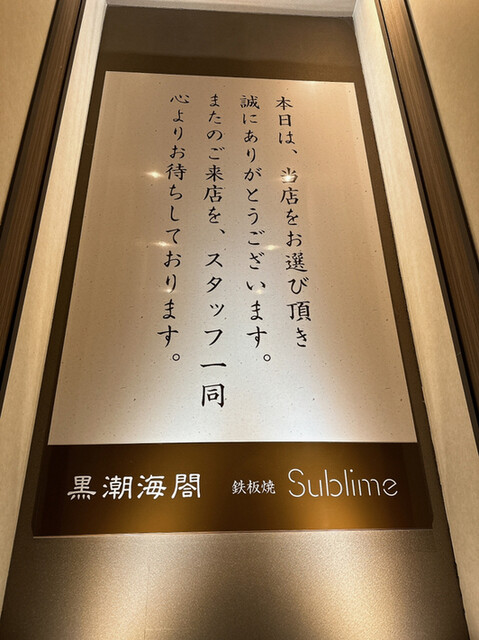 本日は、当店をお選び頂き
誠にありがとうございます。
またのご来店を、スタッフ一同
心よりお待ちしております。
黒潮海閣 鉄板焼 Sublime